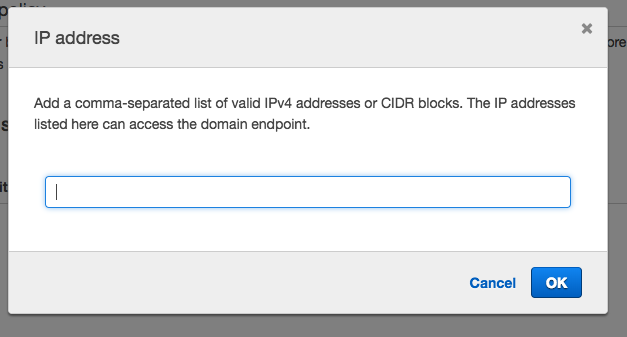 policy
IP address
Add a comma-separated list of valid IPv4 addresses or CIDR blocks. The IP addresses
listed here can access the domain endpoint.
Cancel OK